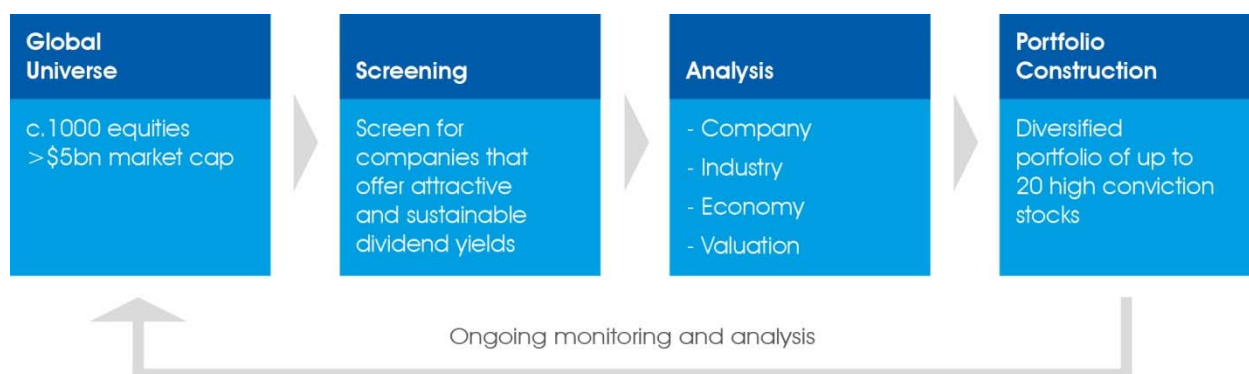 Global
Universe
c.1000 equities
>$5bn market cap
Screening
Screen for
companies that
offer attractive
and sustainable
dividend yields
Analysis
- Company
- Industry
- Economy
- Valuation
Portfolio
Construction
Diversified
portfolio of up to
20 high conviction
stocks
Ongoing monitoring and analysis